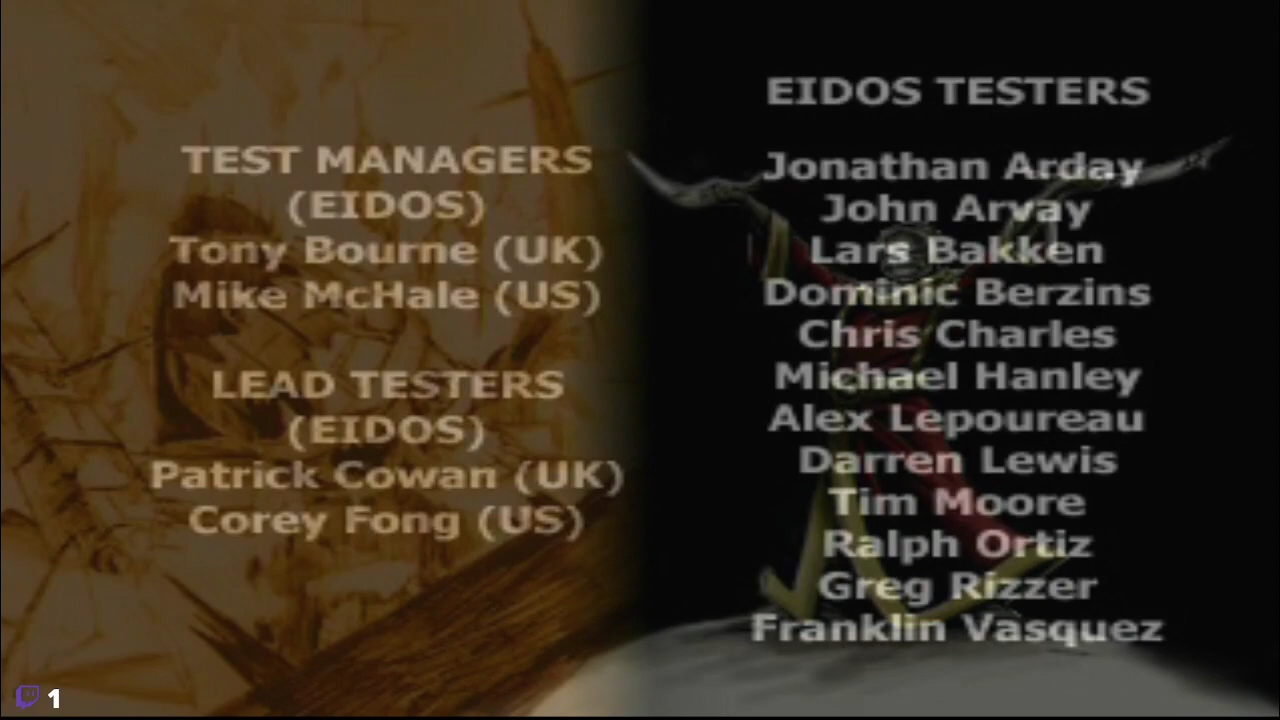 TEST MANAGERS
(EIDOS)
Tony Bourne (UK)
Mike McHale (US)
LEAD TESTERS
(EIDOS)
Patrick Cowan (UK)
Corey Fong (US)
EIDOS TESTERS
Jonathan Arday
John Arvay
Lars Bakken
Dominic Berzins
Chris Charles
Michael Hanley
Alex Lepoureau
Darren Lewis
Tim Moore
Ralph Ortiz
Greg Rizzer
Franklin Vasquez
1